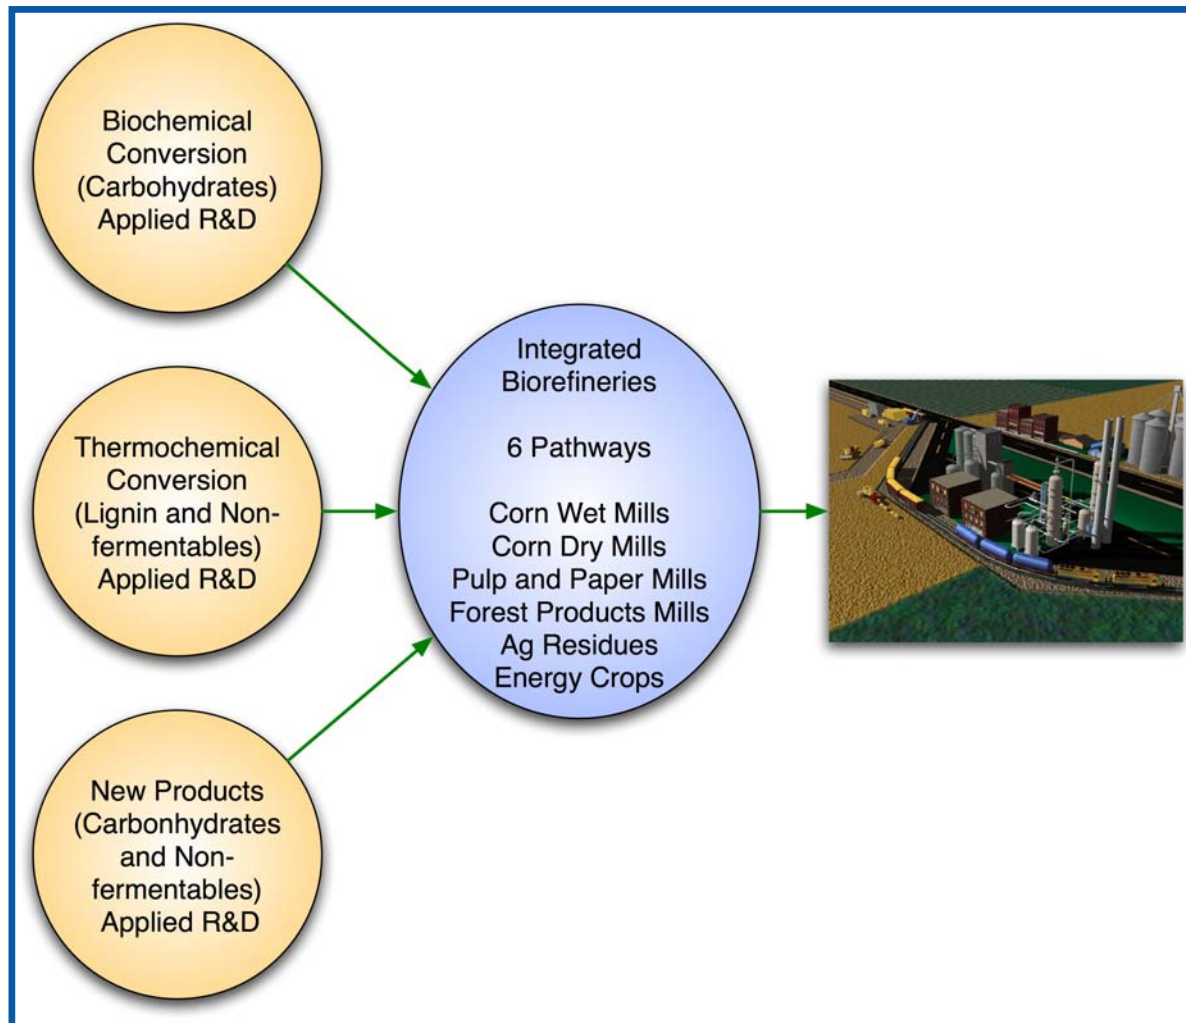 Biochemical
Conversion
(Carbohydrates)
Applied R&D
Thermochemical
Conversion
(Lignin and Non-
fermentables)
Applied R&D
New Products
(Carbonhydrates
and Non-
fermentables)
Applied R&D
Integrated
Biorefineries
6 Pathways
Corn Wet Mills
Corn Dry Mills
Pulp and Paper Mills
Forest Products Mills
Ag Residues
Energy Crops